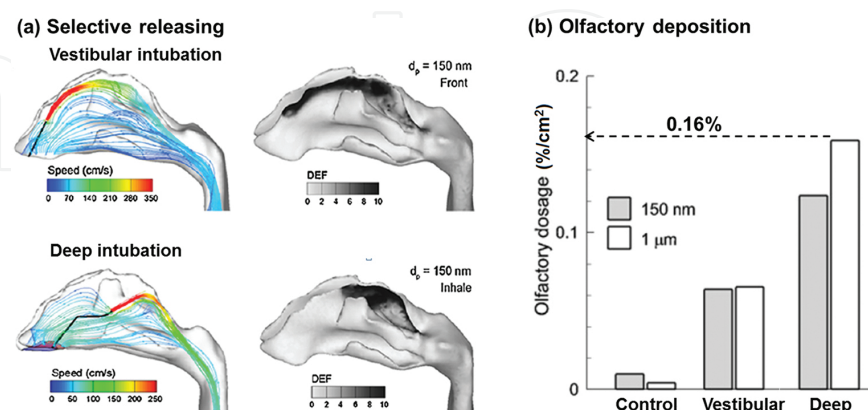 (a) Selective releasing
Vestibular intubation
dp = 150 nm
Front
Speed (cm/s)
0 70 140 210 280 350
DEF
0 2 4 6 8 10
Deep intubation
dp = 150 nm
Inhale
Speed (cm/s)
0 50 100 150 200 250
DEF
0 2 4 6 8 10
(b) Olfactory deposition
Olfactory dosage (%/cm²)
0.2
0.16%
150 nm
1 μm
0.1
0
Control Vestibular Deep